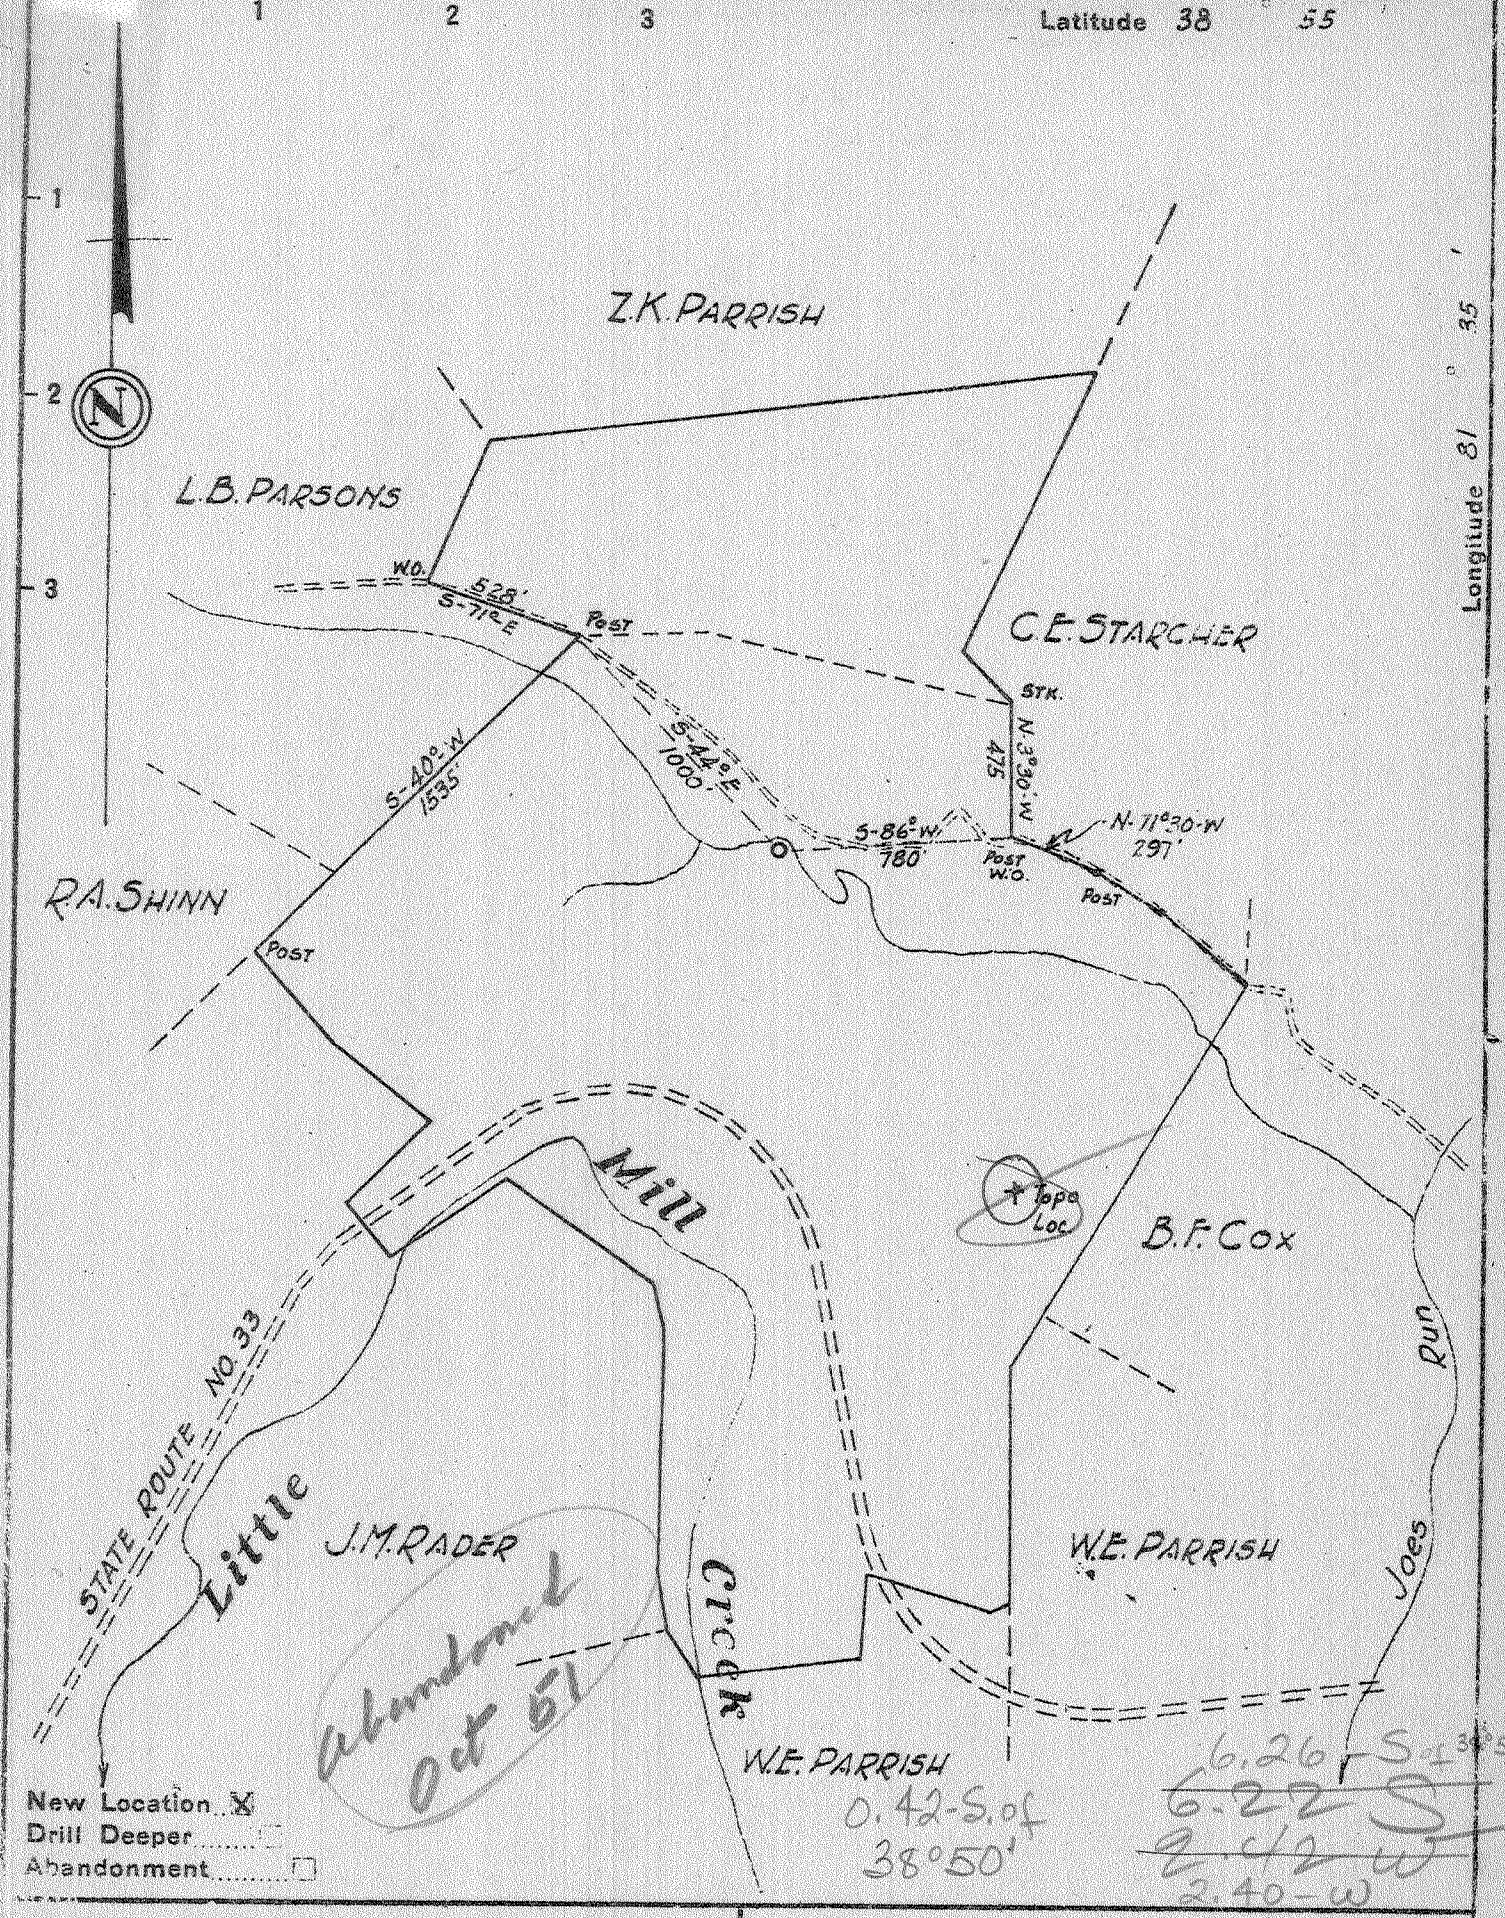 1 2 3
Latitude 38 55
1
2
3
N
Longitude 81 ° 35 '
Z.K. PARRISH
L.B. PARSONS
W.O.
528'
S-71°-E
POST
C.E. STARCHER
STK.
N-3°30'-W
475
S-44°-E
1000'
S-40°-W
1535'
S-86°-W
780'
POST
W.O.
N-71°30-W
297'
POST
R.A. SHINN
POST
Mill
Topo
Loc.
B.F. COX
STATE ROUTE NO. 33
Little
J.M. RADER
Creek
W.E. PARRISH
Joes Run
Abandoned
Oct 51
W.E. PARRISH
0.42-S. of
38°50'
6.26-S of
6.22 S
2.42 W
2.40-W
New Location X
Drill Deeper
Abandonment